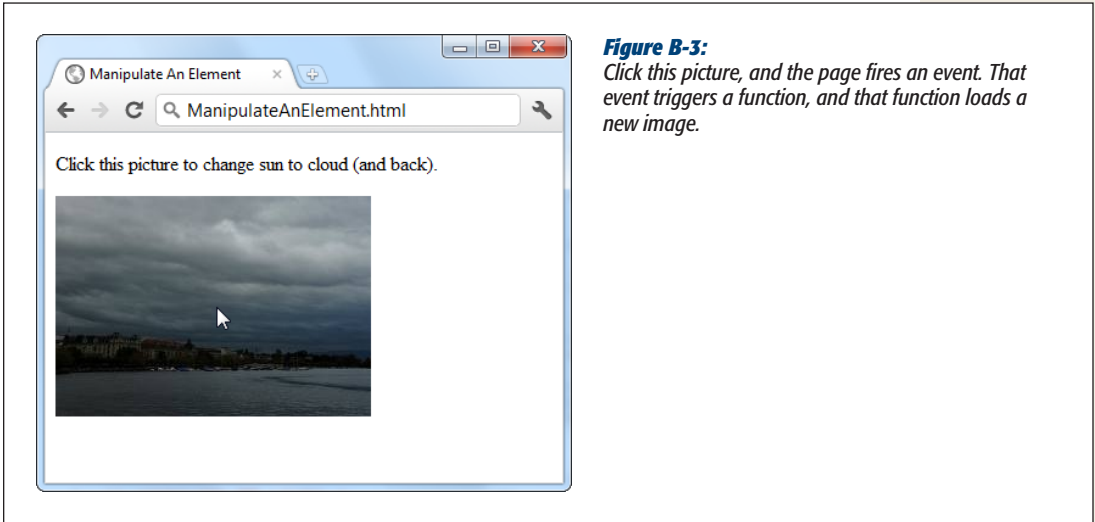 Manipulate An Element
ManipulateAnElement.html
Click this picture to change sun to cloud (and back).
Figure B-3:
Click this picture, and the page fires an event. That
event triggers a function, and that function loads a
new image.